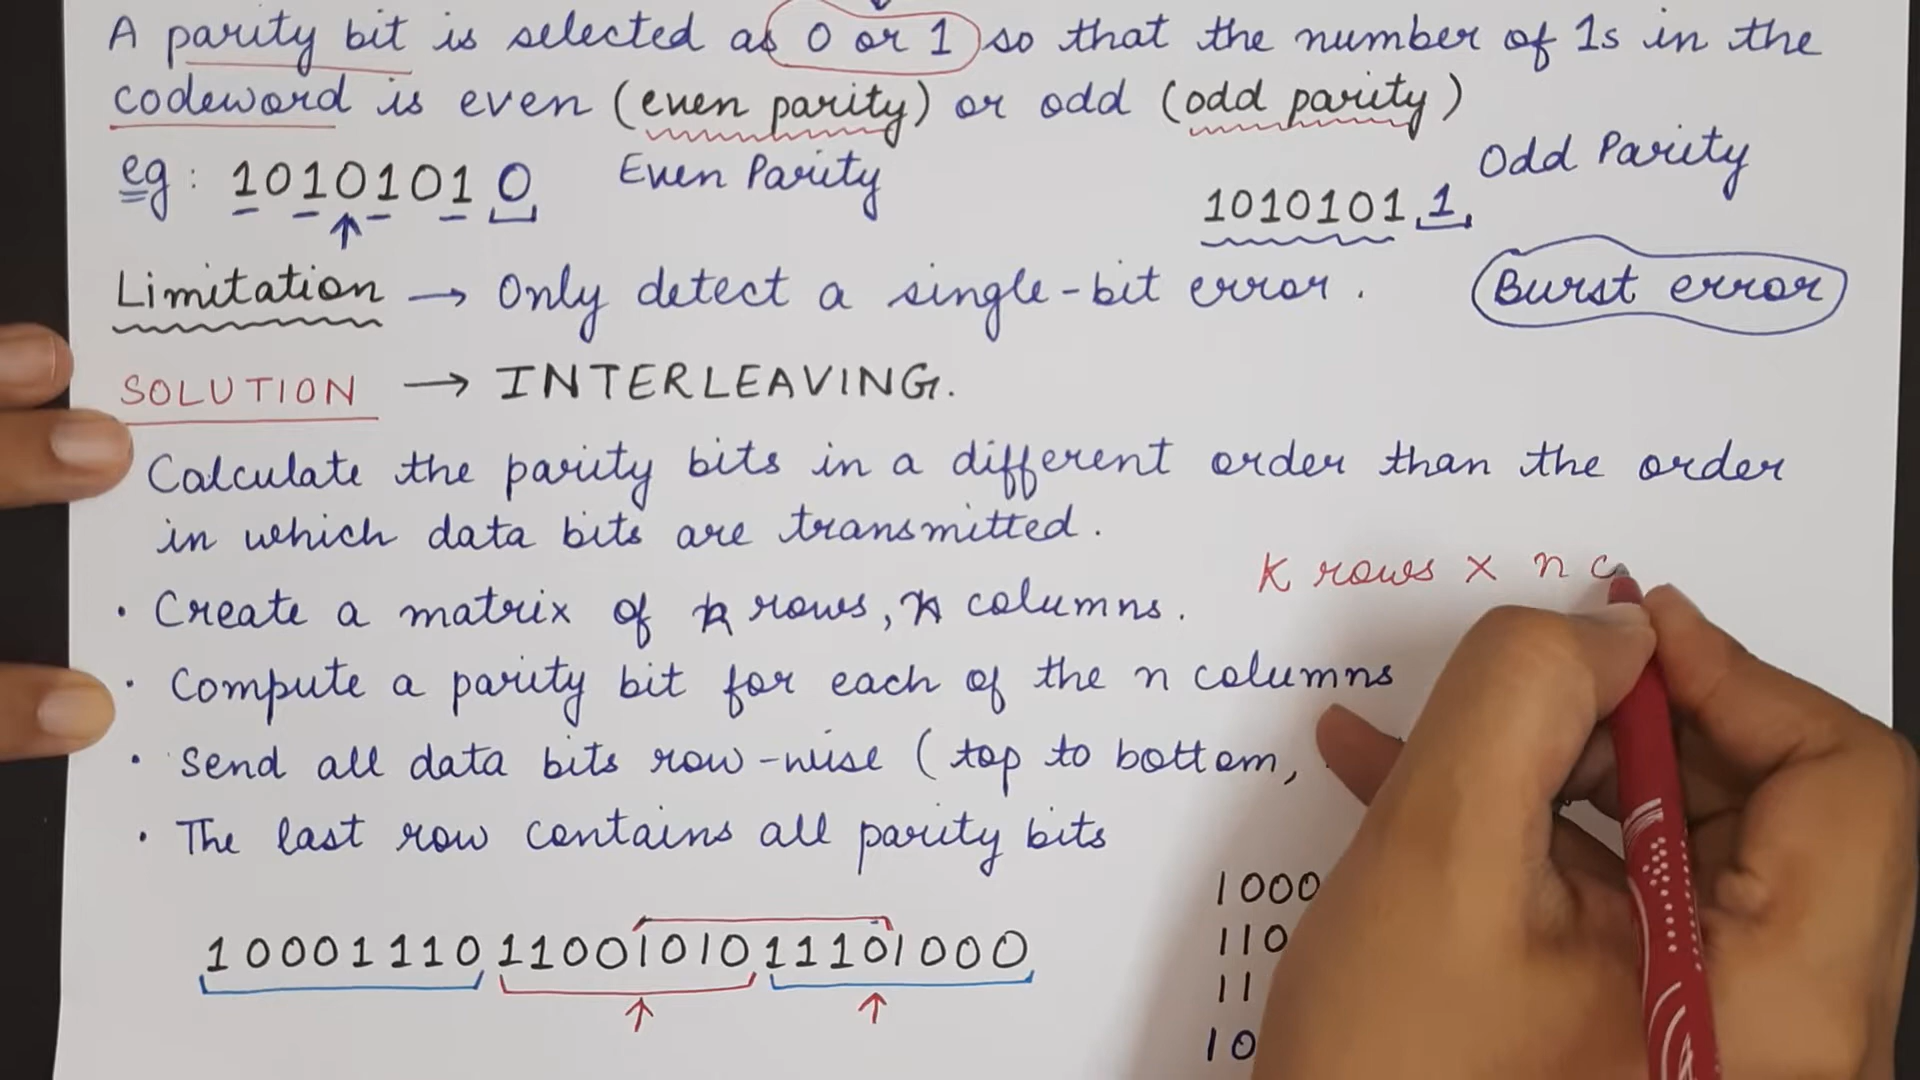 A parity bit is selected as 0 or 1 so that the number of 1s in the
codeword is even (even parity) or odd (odd parity)
eg : 1010101 0 Even Parity
1010101 1 Odd Parity
Limitation → Only detect a single-bit error. Burst error
SOLUTION → INTERLEAVING.
Calculate the parity bits in a different order than the order
in which data bits are transmitted.
K rows × n c
• Create a matrix of k rows, n columns.
• Compute a parity bit for each of the n columns
• Send all data bits row-wise (top to bottom,
• The last row contains all parity bits
10001110 11001010 11101000
1000
110
11
10